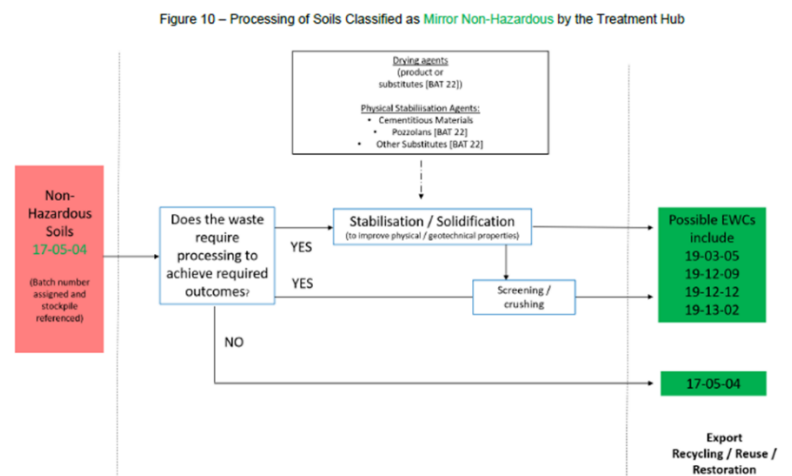 Figure 10 – Processing of Soils Classified as Mirror Non-Hazardous by the Treatment Hub
Drying agents
(product or
substitutes [BAT 22])
Physical Stabiliisation Agents:
• Cementitious Materials
• Pozzolans [BAT 22]
• Other Substitutes [BAT 22]
Non-
Hazardous
Soils
17-05-04
(Batch number
assigned and
stockpile
referenced)
Does the waste
require
processing to
achieve required
outcomes?
YES
YES
NO
Stabilisation / Solidification
(to improve physical / geotechnical properties)
Screening /
crushing
Possible EWCs
include
19-03-05
19-12-09
19-12-12
19-13-02
17-05-04
Export
Recycling / Reuse /
Restoration